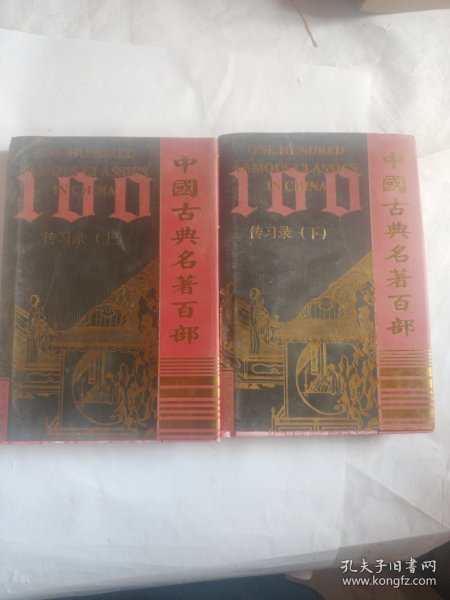 ONE HUNDRED
FAMOUS CLASSICS
IN CHINA
100
传习录（上）
中國古典名著百部
ONE HUNDRED
FAMOUS CLASSICS
IN CHINA
100
传习录（下）
中國古典名著百部
孔夫子旧书网
www.kongfz.com